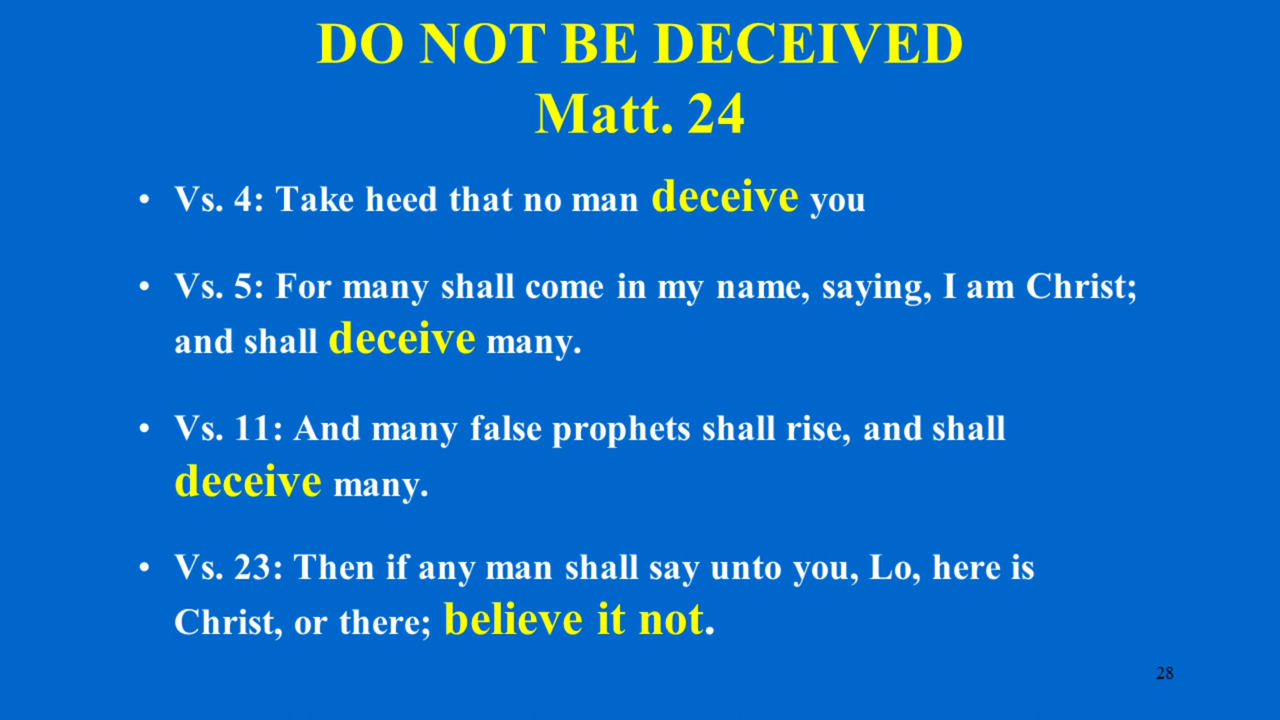 DO NOT BE DECEIVED
Matt. 24
• Vs. 4: Take heed that no man deceive you
• Vs. 5: For many shall come in my name, saying, I am Christ;
and shall deceive many.
• Vs. 11: And many false prophets shall rise, and shall
deceive many.
• Vs. 23: Then if any man shall say unto you, Lo, here is
Christ, or there; believe it not.
28